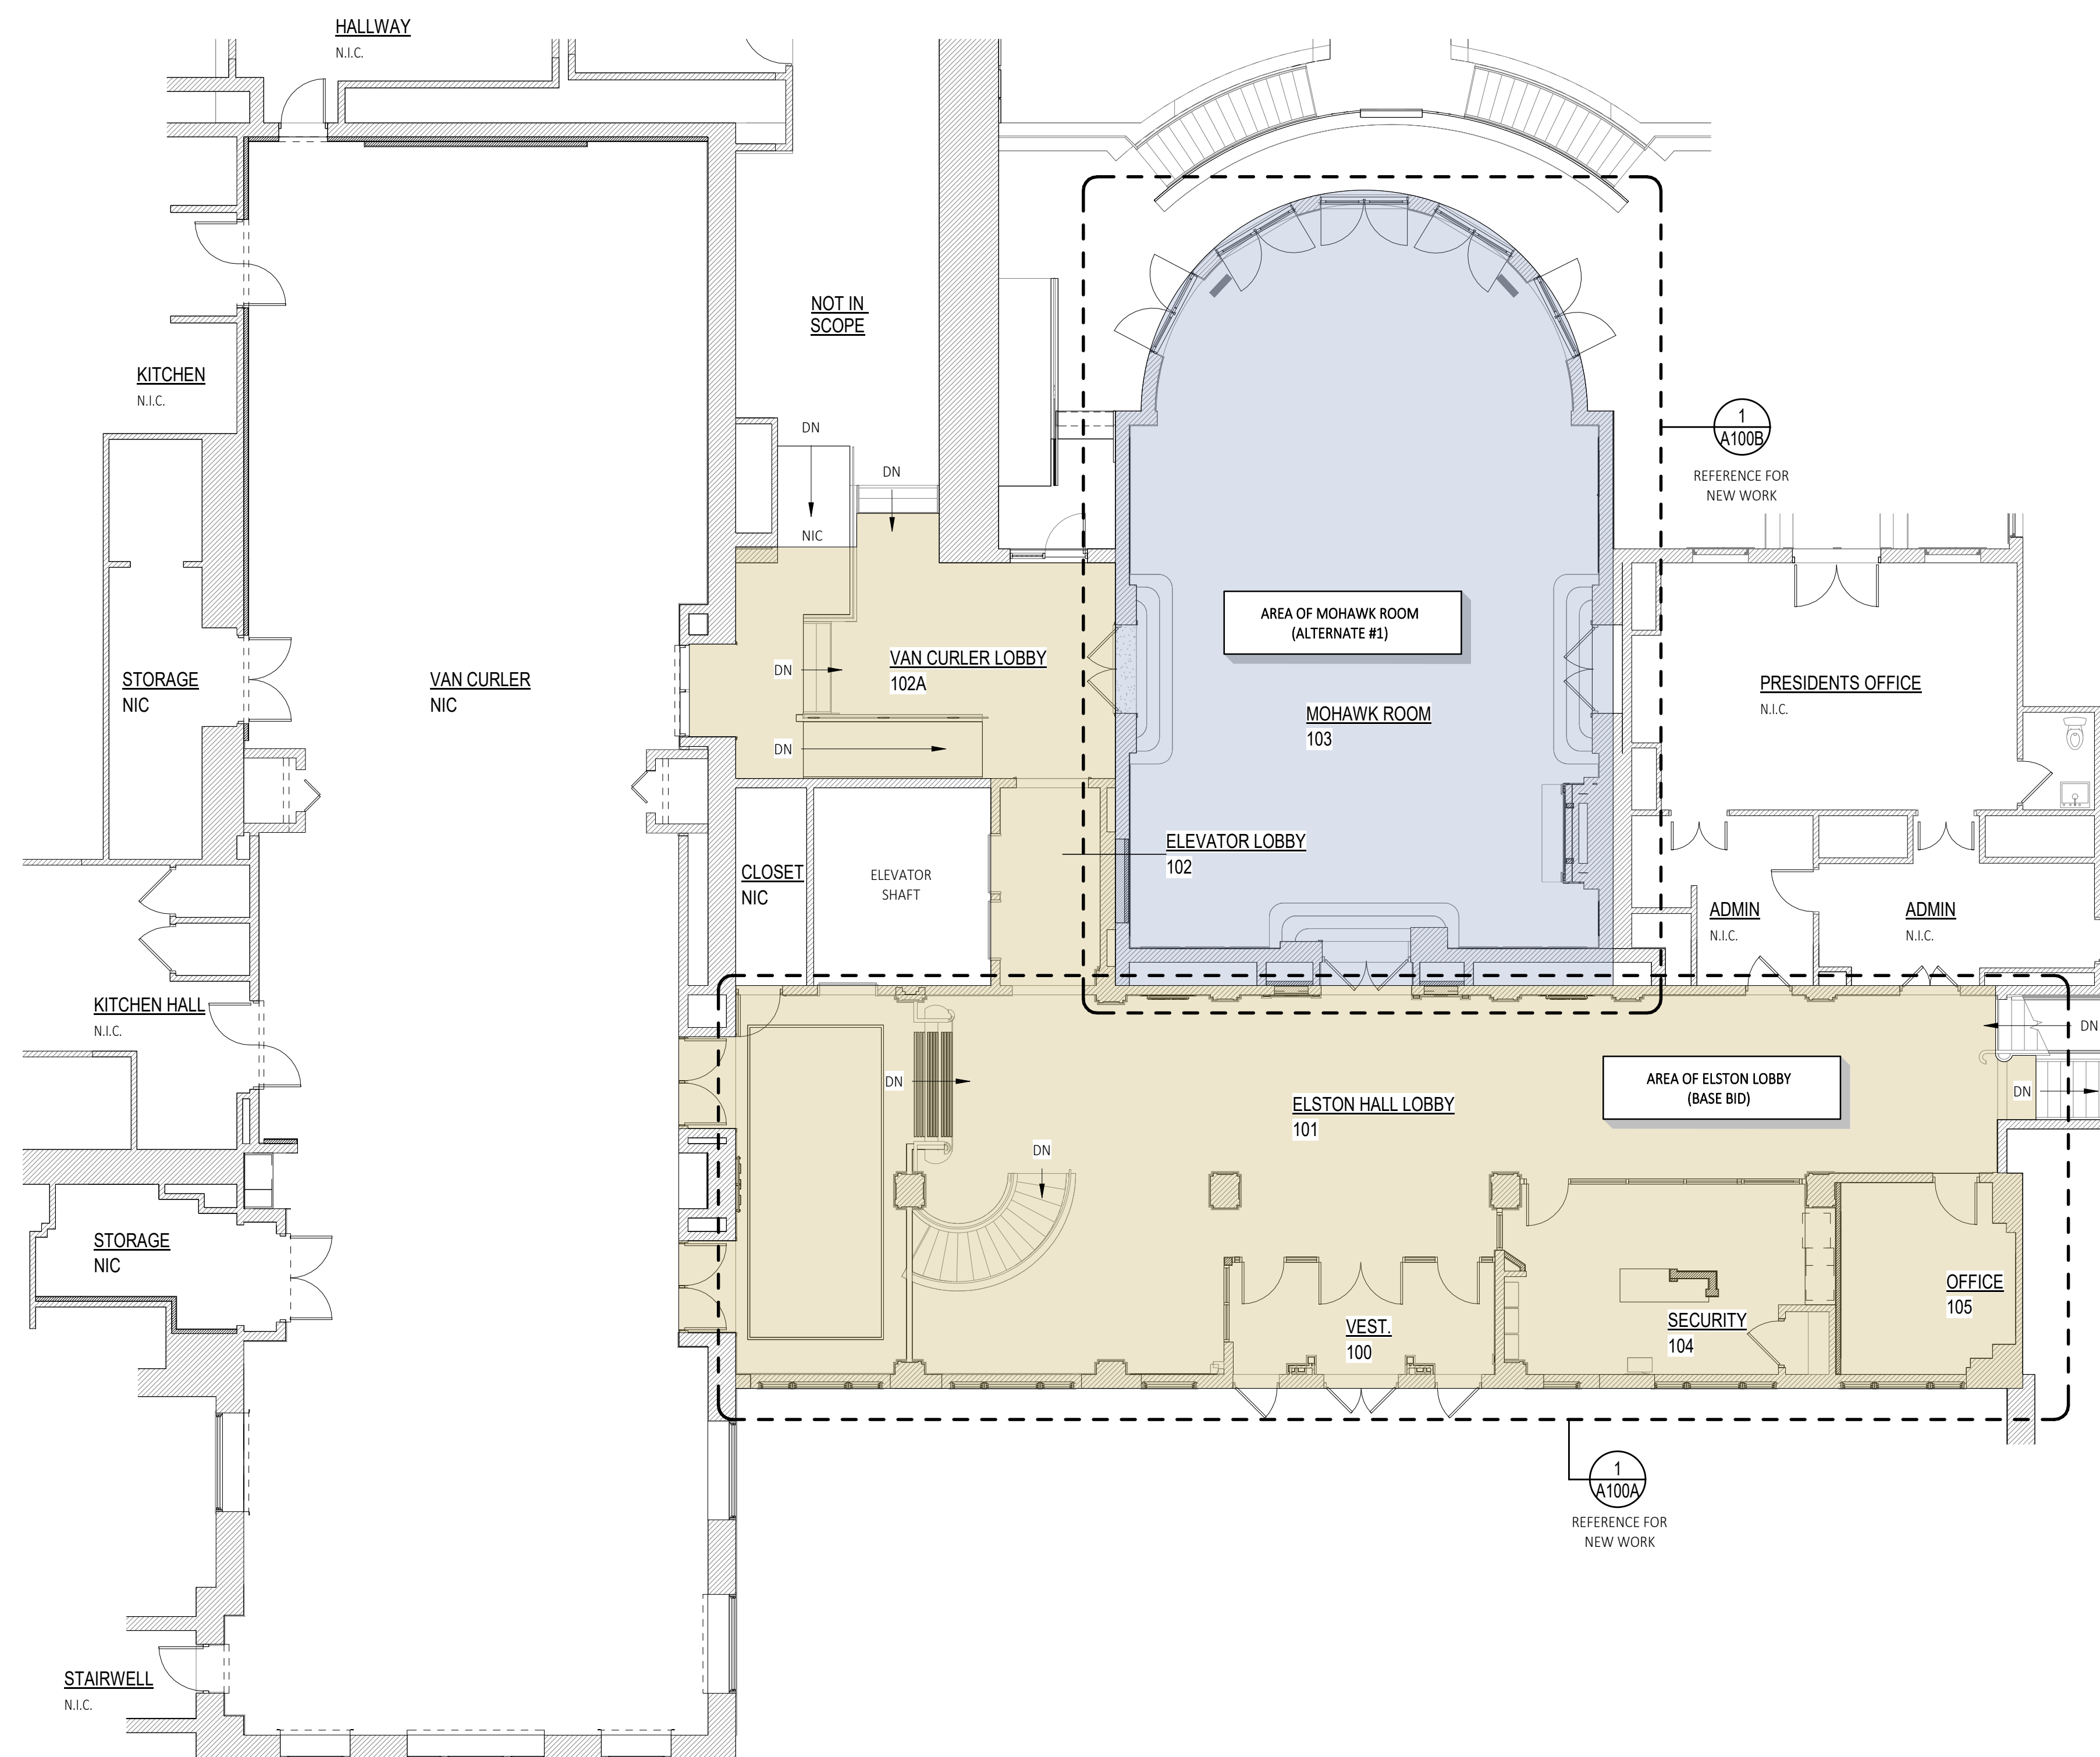 HALLWAY
N.I.C.
NOT IN
SCOPE
KITCHEN
N.I.C.
DN
DN
NIC
1
A100B
REFERENCE FOR
NEW WORK
AREA OF MOHAWK ROOM
(ALTERNATE #1)
STORAGE
NIC
VAN CURLER
NIC
DN
VAN CURLER LOBBY
102A
DN
MOHAWK ROOM
103
PRESIDENTS OFFICE
N.I.C.
ELEVATOR LOBBY
102
CLOSET
NIC
ELEVATOR
SHAFT
ADMIN
N.I.C.
ADMIN
N.I.C.
KITCHEN HALL
N.I.C.
DN
DN
DN
AREA OF ELSTON LOBBY
(BASE BID)
ELSTON HALL LOBBY
101
DN
STORAGE
NIC
OFFICE
105
VEST.
100
SECURITY
104
1
A100A
REFERENCE FOR
NEW WORK
STAIRWELL
N.I.C.